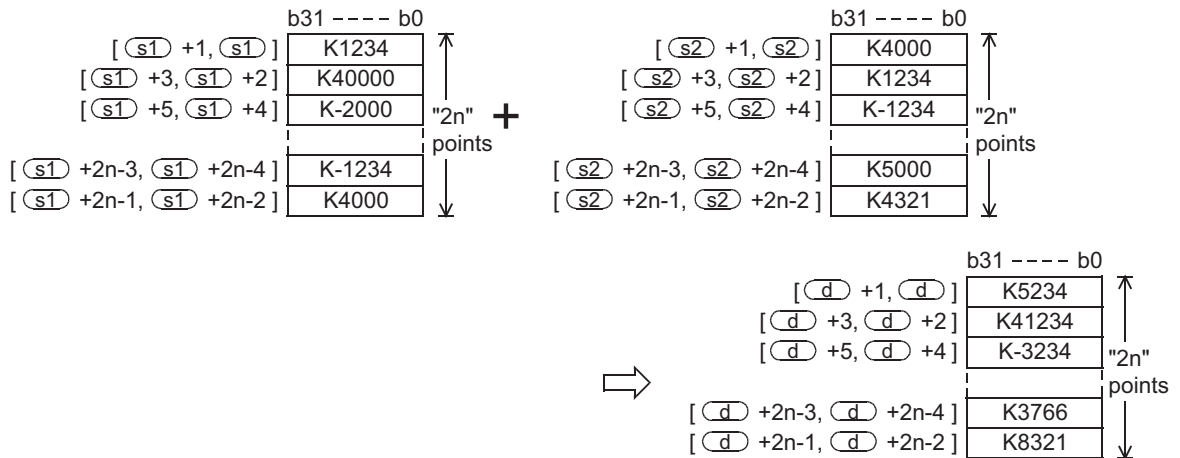 b31 ---- b0
[ s1 +1, s1 ] K1234
[ s1 +3, s1 +2 ] K40000
[ s1 +5, s1 +4 ] K-2000
"2n"
points
[ s1 +2n-3, s1 +2n-4 ] K-1234
[ s1 +2n-1, s1 +2n-2 ] K4000
+
b31 ---- b0
[ s2 +1, s2 ] K4000
[ s2 +3, s2 +2 ] K1234
[ s2 +5, s2 +4 ] K-1234
"2n"
points
[ s2 +2n-3, s2 +2n-4 ] K5000
[ s2 +2n-1, s2 +2n-2 ] K4321
b31 ---- b0
[ d +1, d ] K5234
[ d +3, d +2 ] K41234
[ d +5, d +4 ] K-3234
"2n"
points
[ d +2n-3, d +2n-4 ] K3766
[ d +2n-1, d +2n-2 ] K8321